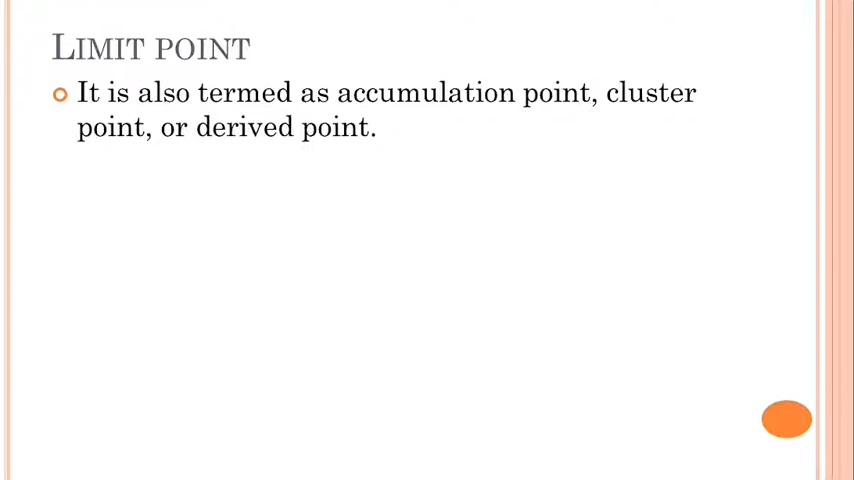 LIMIT POINT
It is also termed as accumulation point, cluster
point, or derived point.